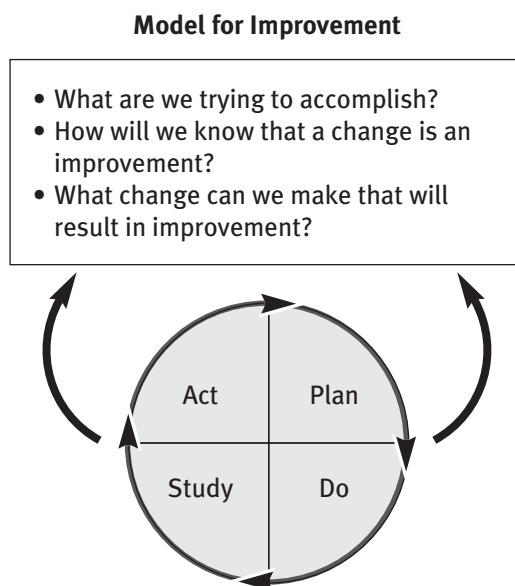 Model for Improvement
• What are we trying to accomplish?
• How will we know that a change is an
improvement?
• What change can we make that will
result in improvement?
Act
Plan
Study
Do